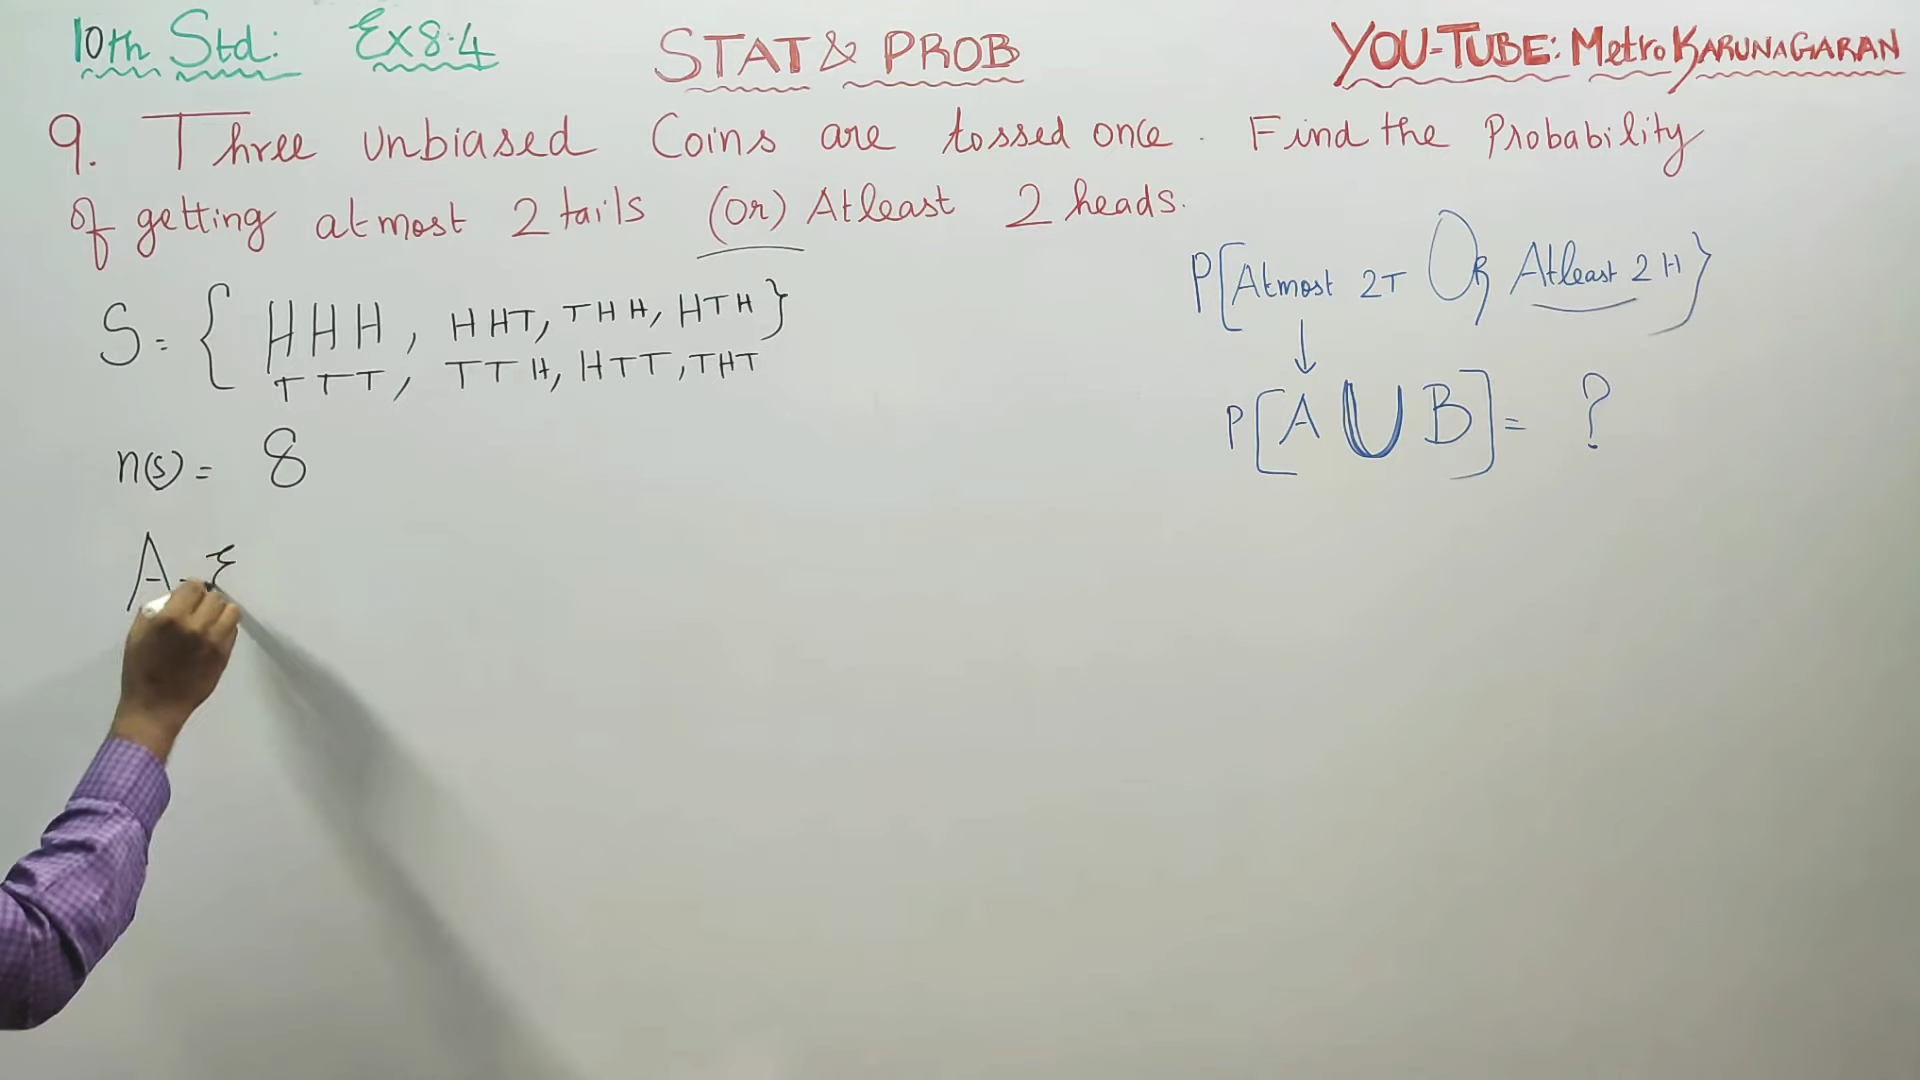 10th Std: Ex 8.4 STAT & PROB YOU-TUBE: Metro KARUNAGARAN
9. Three unbiased Coins are tossed once. Find the Probability
of getting atmost 2 tails (Or) Atleast 2 heads.
P[Atmost 2T OR Atleast 2 H}
S = { HHH, HHT, THH, HTH}
TTT, TTH, HTT, THT
P[A ∪ B] = ?
n(s) = 8
A = {